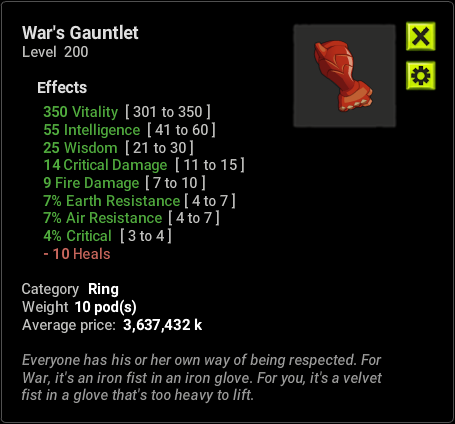 War's Gauntlet
Level 200
Effects
350 Vitality [ 301 to 350 ]
55 Intelligence [ 41 to 60 ]
25 Wisdom [ 21 to 30 ]
14 Critical Damage [ 11 to 15 ]
9 Fire Damage [ 7 to 10 ]
7% Earth Resistance [ 4 to 7 ]
7% Air Resistance [ 4 to 7 ]
4% Critical [ 3 to 4 ]
- 10 Heals
Category Ring
Weight 10 pod(s)
Average price: 3,637,432 k
Everyone has his or her own way of being respected. For
War, it's an iron fist in an iron glove. For you, it's a velvet
fist in a glove that's too heavy to lift.